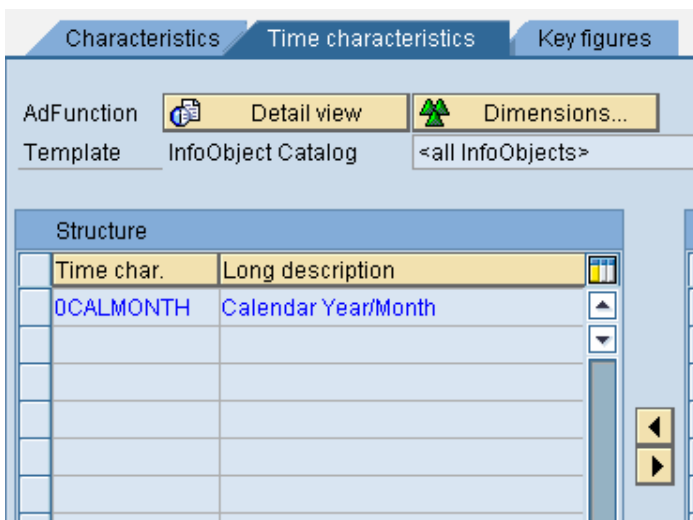 Characteristics Time characteristics Key figures
AdFunction Detail view Dimensions...
Template InfoObject Catalog <all InfoObjects>
Structure
Time char. Long description
0CALMONTH Calendar Year/Month